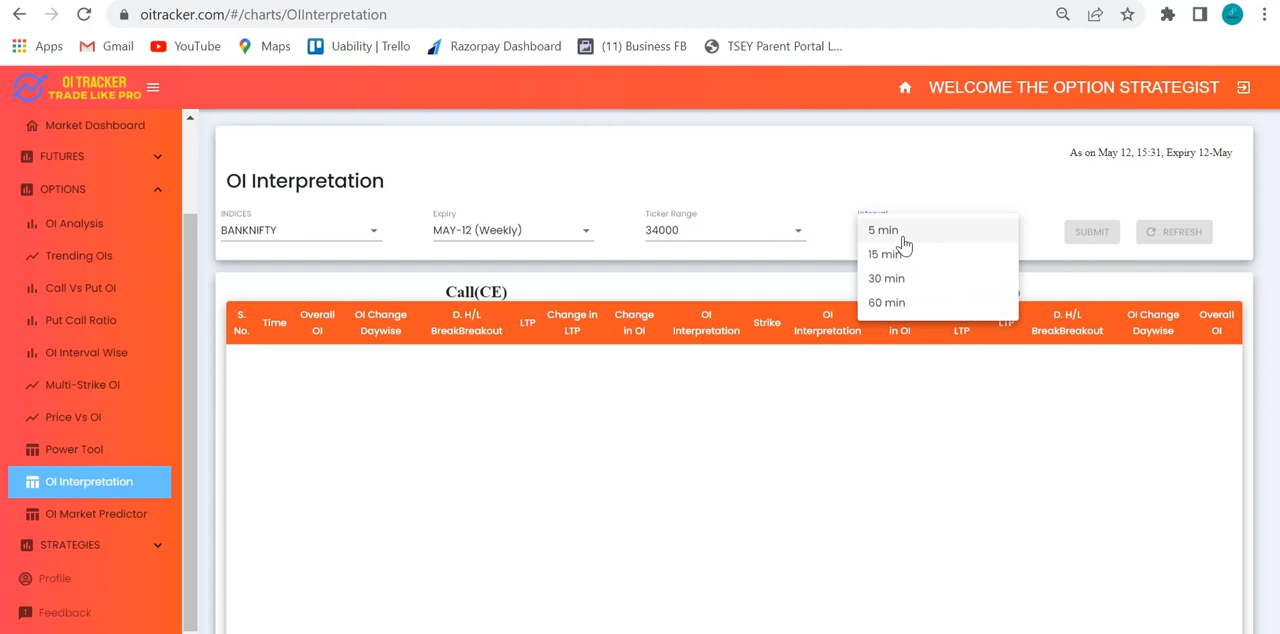 oitracker.com/#/charts/OIInterpretation
Apps Gmail YouTube Maps Uability | Trello Razorpay Dashboard (11) Business FB TSEY Parent Portal L...
OI TRACKER
TRADE LIKE PRO
WELCOME THE OPTION STRATEGIST
Market Dashboard
FUTURES
OPTIONS
OI Analysis
Trending OIs
Call Vs Put OI
Put Call Ratio
OI Interval Wise
Multi-Strike OI
Price Vs OI
Power Tool
OI Interpretation
OI Market Predictor
STRATEGIES
Profile
Feedback
As on May 12, 15:31, Expiry 12-May
OI Interpretation
INDICES Expiry Ticker Range Interval
BANKNIFTY MAY-12 (Weekly) 34000
5 min
15 min
30 min
60 min
SUBMIT REFRESH
Call(CE)
S. Overall OI Change D. H/L Change in Change OI OI D. H/L OI Change Overall
No. Time OI Daywise BreakBreakout LTP LTP in OI Interpretation Strike Interpretation in OI LTP LTP BreakBreakout Daywise OI